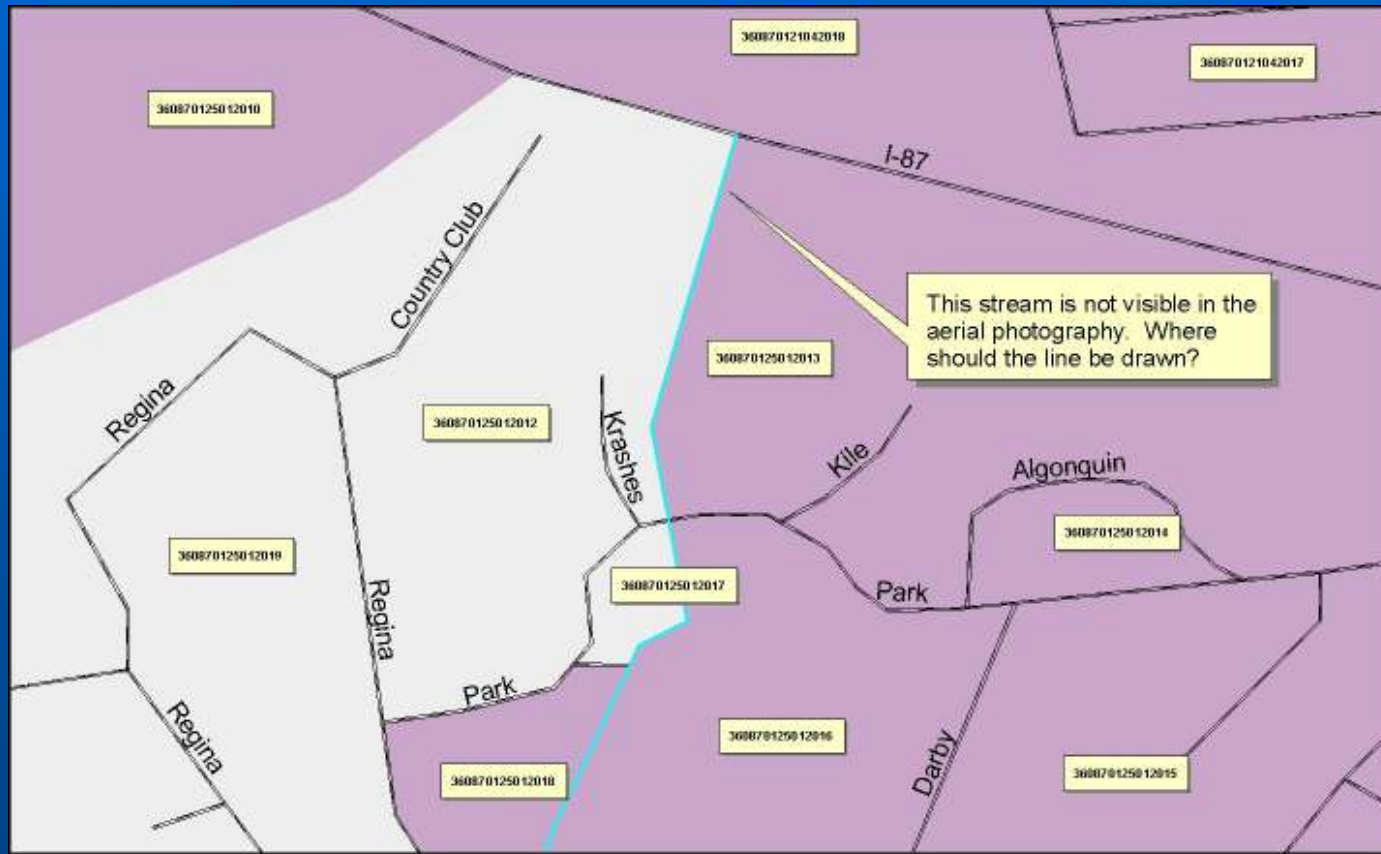 360870121042018
360870121042017
360870125012010
I-87
Country Club
This stream is not visible in the
aerial photography. Where
should the line be drawn?
360870125012013
Regina
360870125012012
Krashes
Kile
Algonquin
360870125012014
360870125012019
360870125012017
Regina
Park
Park
Regina
360870125012016
Darby
360870125012018
360870125012015